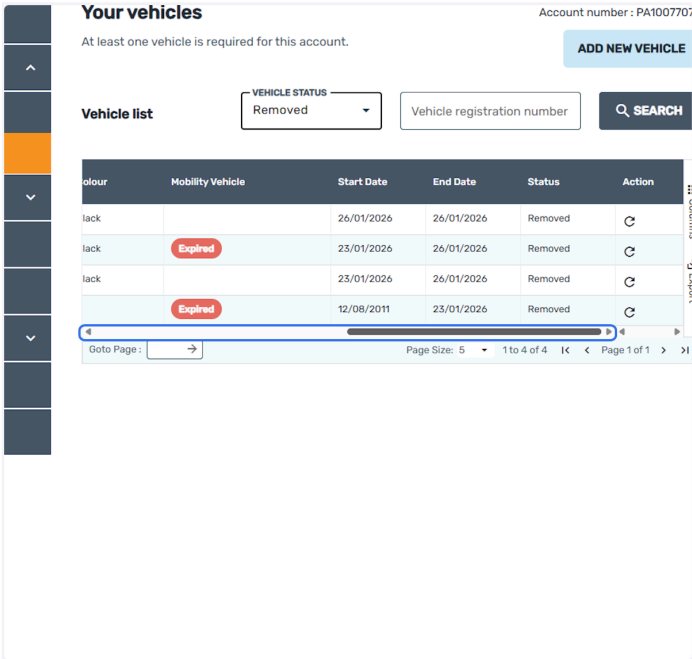 Your vehicles
Account number : PA1007707
At least one vehicle is required for this account.
ADD NEW VEHICLE
VEHICLE STATUS
Vehicle list
Removed
Vehicle registration number
SEARCH
olour Mobility Vehicle Start Date End Date Status Action
lack 26/01/2026 26/01/2026 Removed
lack Expired 23/01/2026 26/01/2026 Removed
lack 23/01/2026 26/01/2026 Removed
Expired 12/08/2011 23/01/2026 Removed
Goto Page : Page Size: 5 1 to 4 of 4 Page 1 of 1